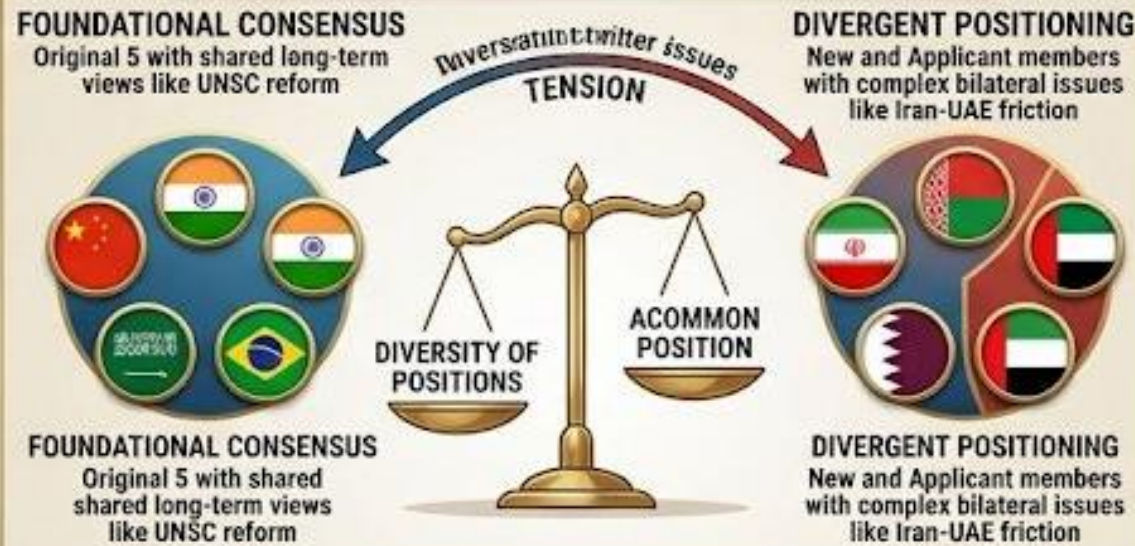 FOUNDATIONAL CONSENSUS
Original 5 with shared long-term
views like UNSC reform
issues
TENSION
DIVERGENT POSITIONING
New and Applicant members
with complex bilateral issues
like Iran-UAE friction
DIVERSITY OF
POSITIONS
ACOMMON
POSITION
FOUNDATIONAL CONSENSUS
Original 5 with shared
shared long-term views
like UNSC reform
DIVERGENT POSITIONING
New and Applicant members
with complex bilateral issues
like Iran-UAE friction